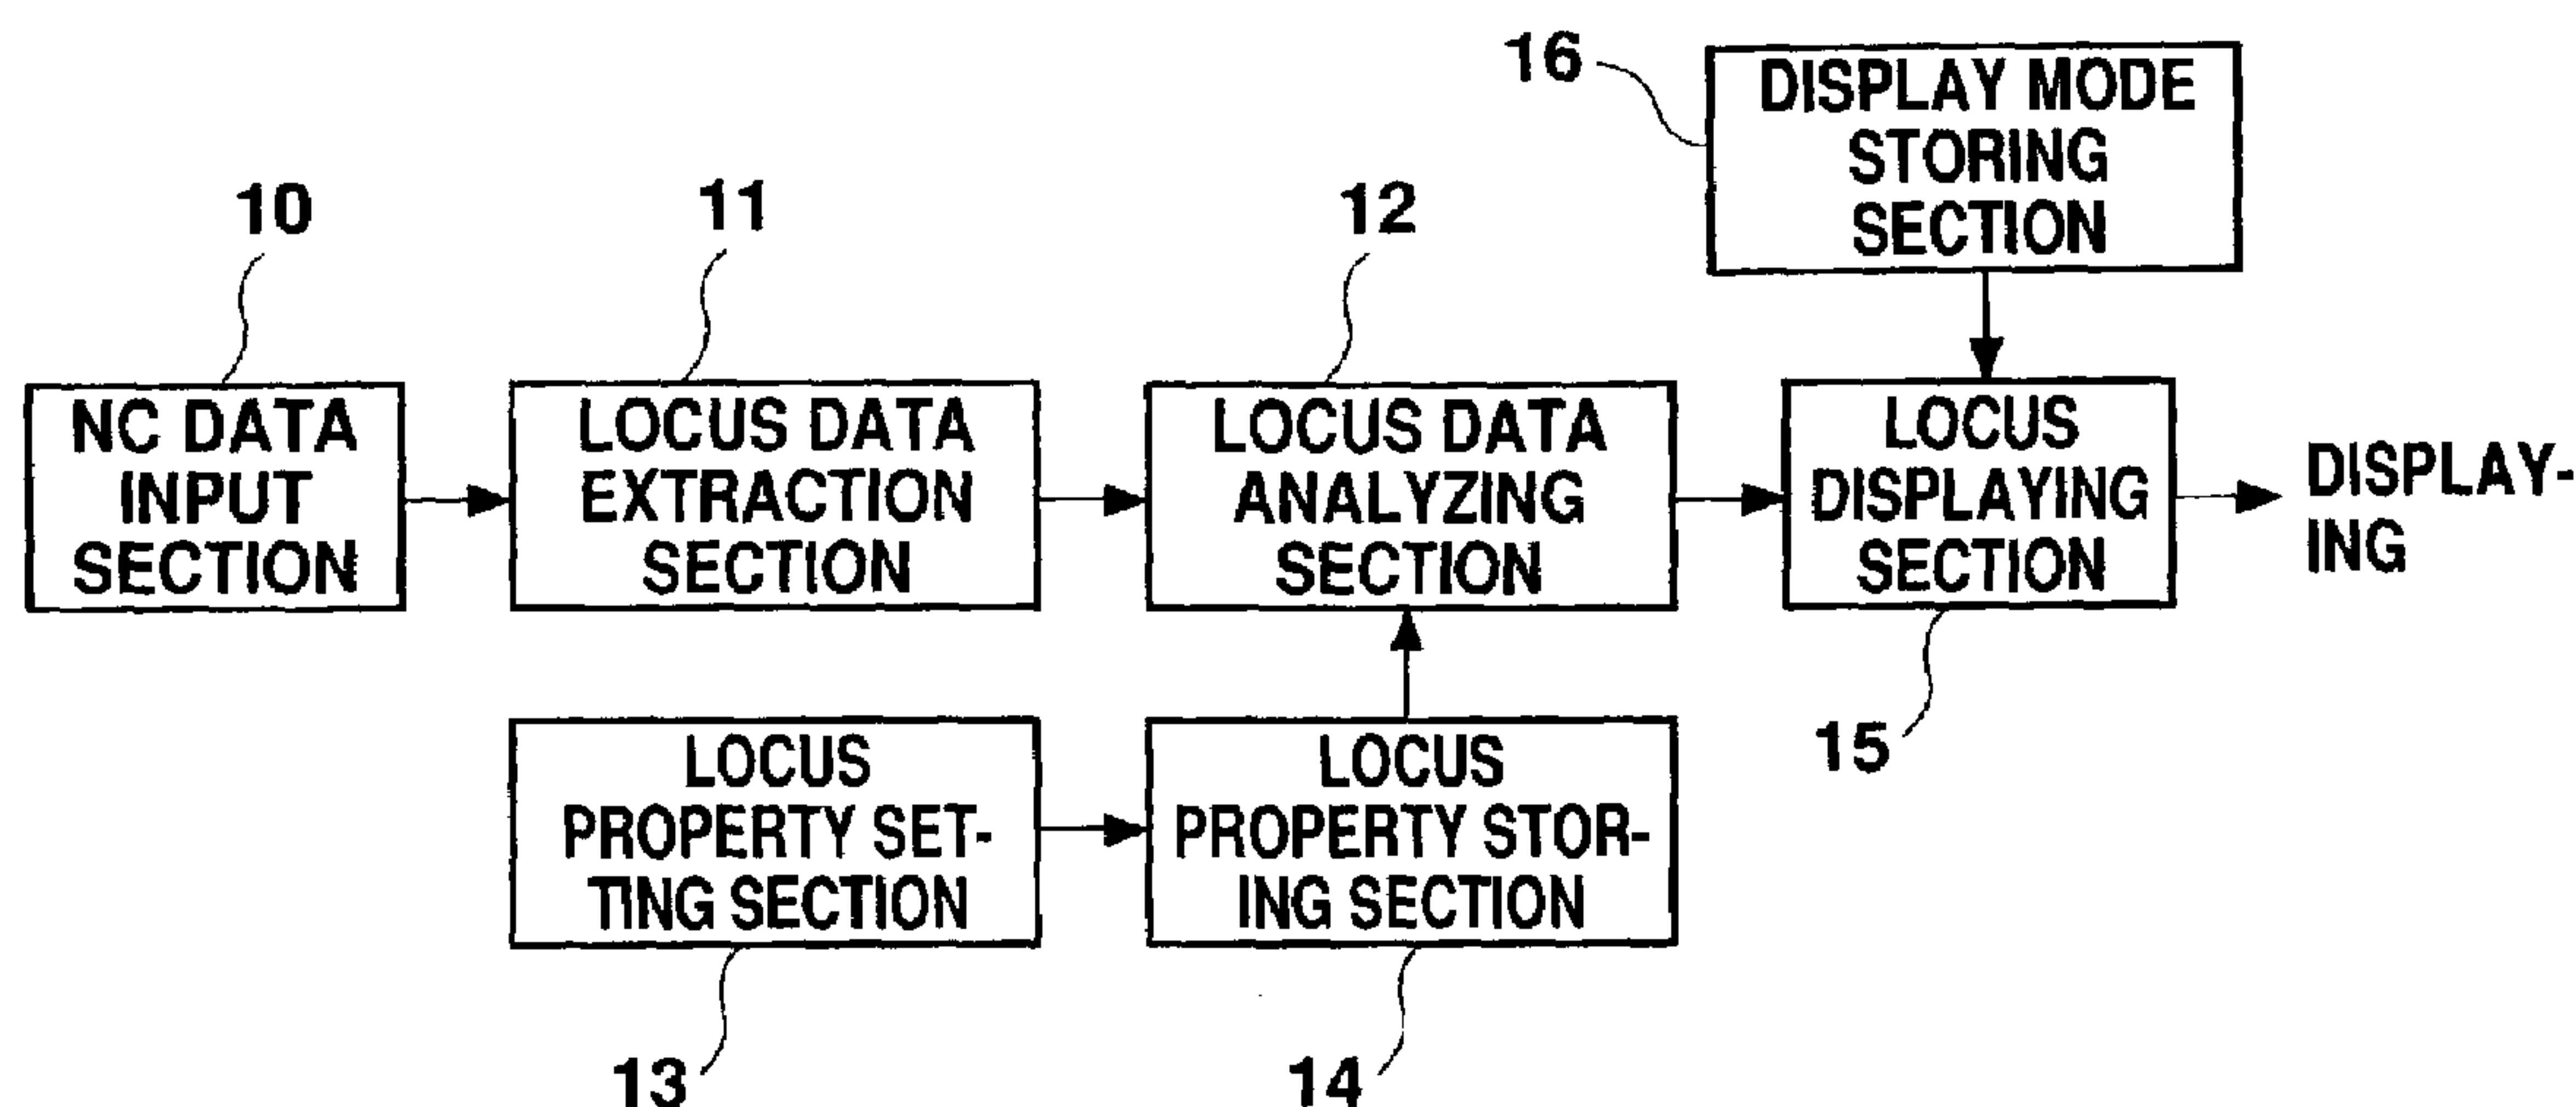 16
DISPLAY MODE
STORING
SECTION
10
11
12
NC DATA
INPUT
SECTION
LOCUS DATA
EXTRACTION
SECTION
LOCUS DATA
ANALYZING
SECTION
LOCUS
DISPLAYING
SECTION
DISPLAY-
ING
15
LOCUS
PROPERTY SET-
TING SECTION
LOCUS
PROPERTY STOR-
ING SECTION
13
14